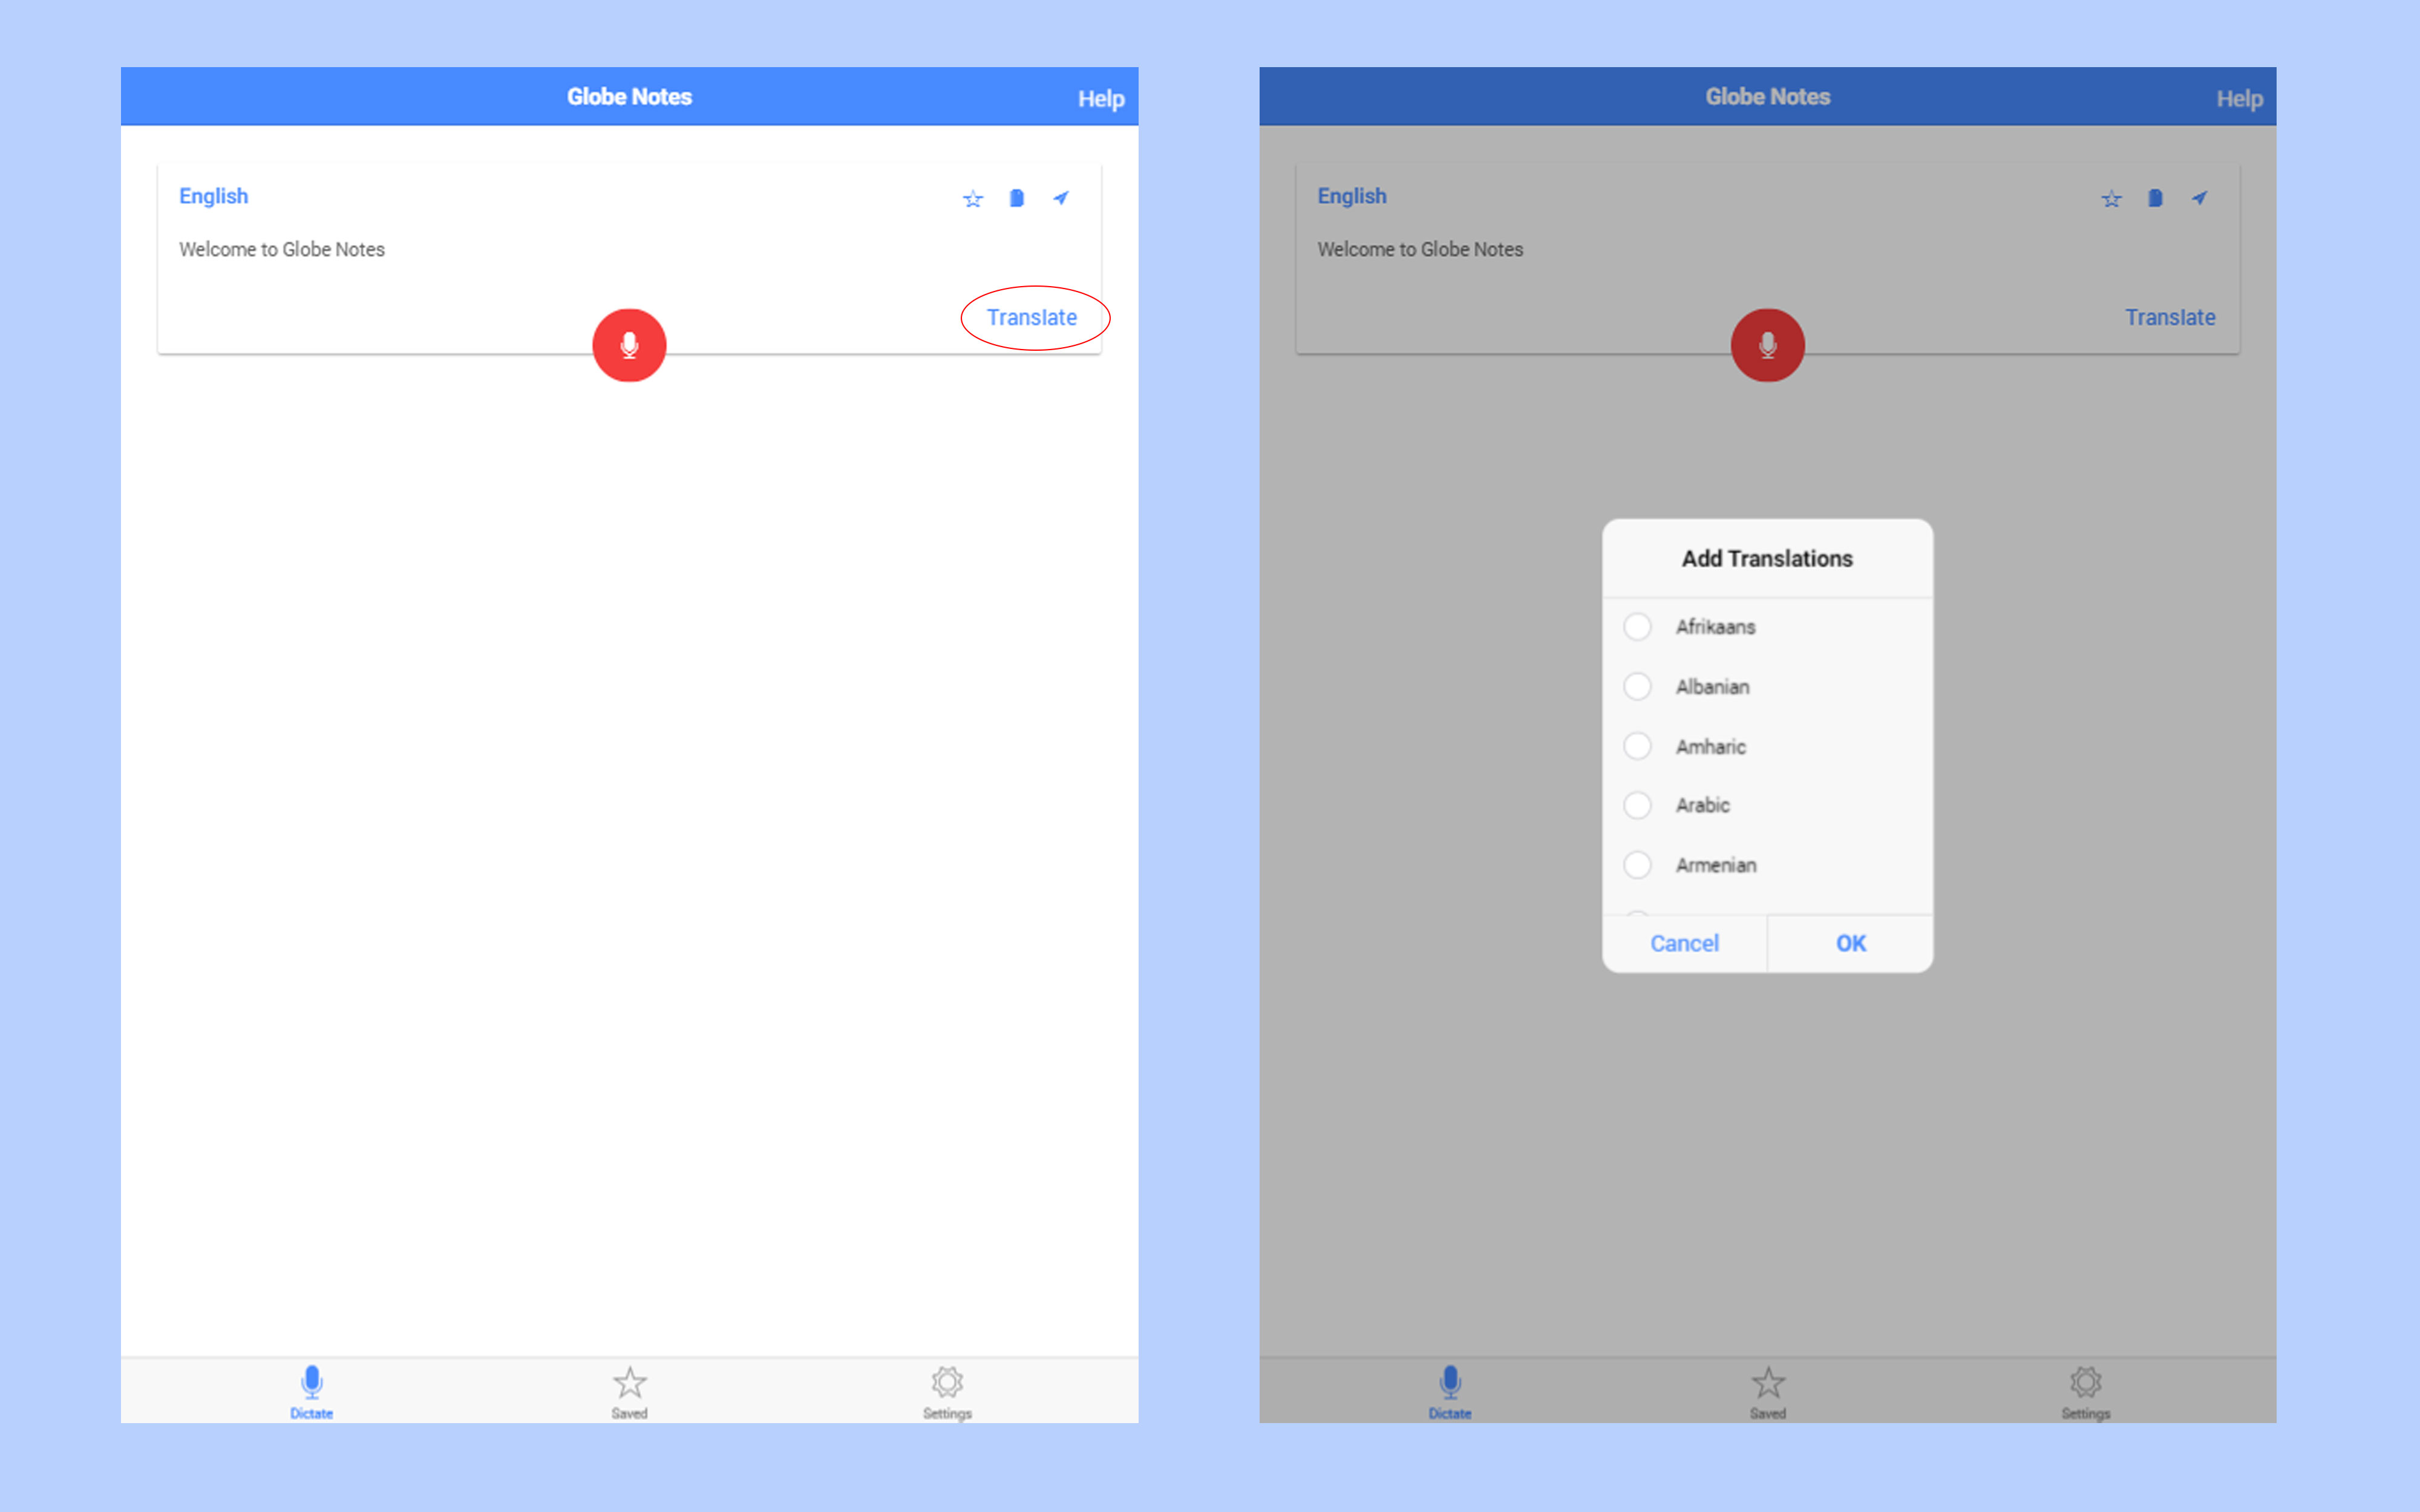 Globe Notes
Help
English
Welcome to Globe Notes
Translate
Dictate
Saved
Settings
Globe Notes
Help
English
Welcome to Globe Notes
Translate
Add Translations
Afrikaans
Albanian
Amharic
Arabic
Armenian
Cancel
OK
Dictate
Saved
Settings